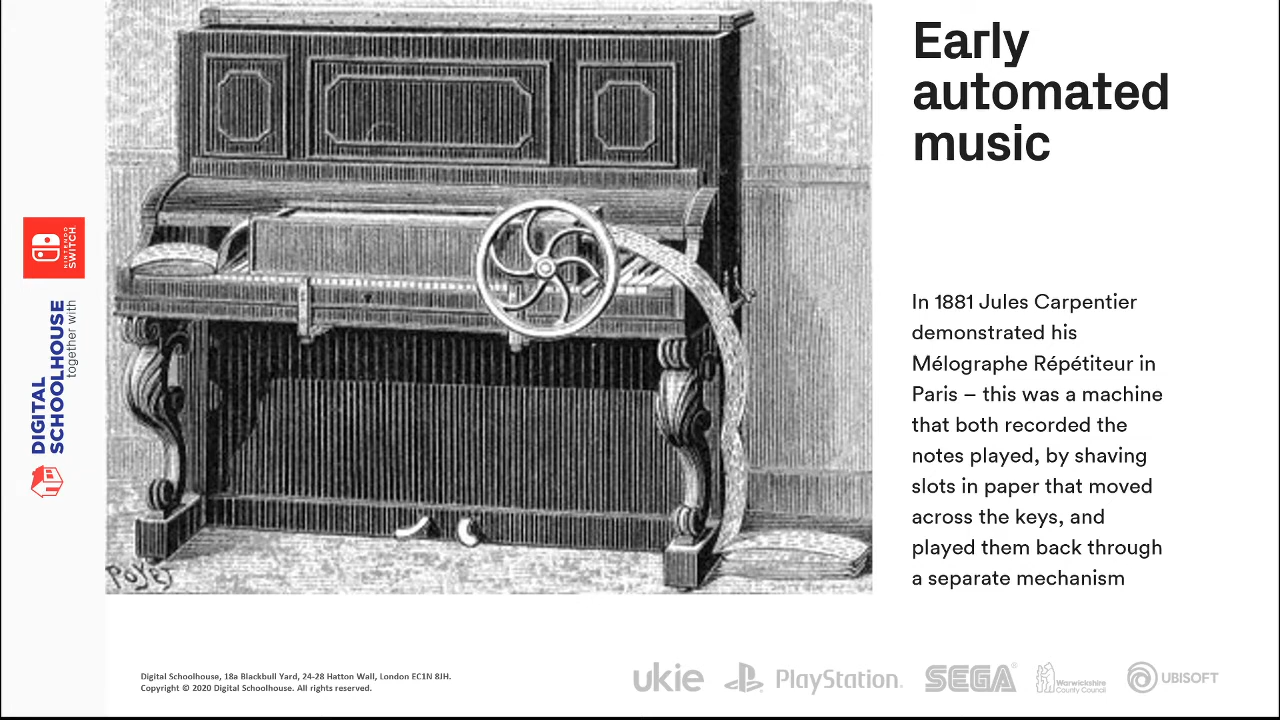 Early
automated
music
In 1881 Jules Carpentier
demonstrated his
Mélographe Répétiteur in
Paris – this was a machine
that both recorded the
notes played, by shaving
slots in paper that moved
across the keys, and
played them back through
a separate mechanism
NINTENDO
SWITCH
DIGITAL
SCHOOLHOUSE
together with
POYET
Digital Schoolhouse, 18a Blackbull Yard, 24-28 Hatton Wall, London EC1N 8JH.
Copyright © 2020 Digital Schoolhouse. All rights reserved.
ukie
PlayStation®
SEGA®
Warwickshire
County Council
UBISOFT